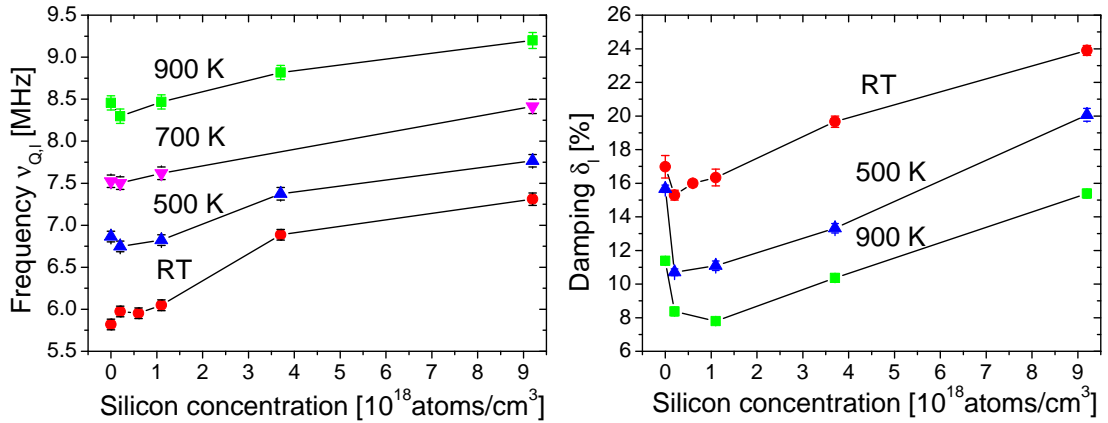 9.5
9.0
8.5
8.0
7.5
7.0
6.5
6.0
5.5
Frequency ν_Q,I [MHz]
900 K
700 K
500 K
RT
0 1 2 3 4 5 6 7 8 9
Silicon concentration [10^18 atoms/cm^3]
26
24
22
20
18
16
14
12
10
8
6
Damping δ_I [%]
RT
500 K
900 K
0 1 2 3 4 5 6 7 8 9
Silicon concentration [10^18 atoms/cm^3]